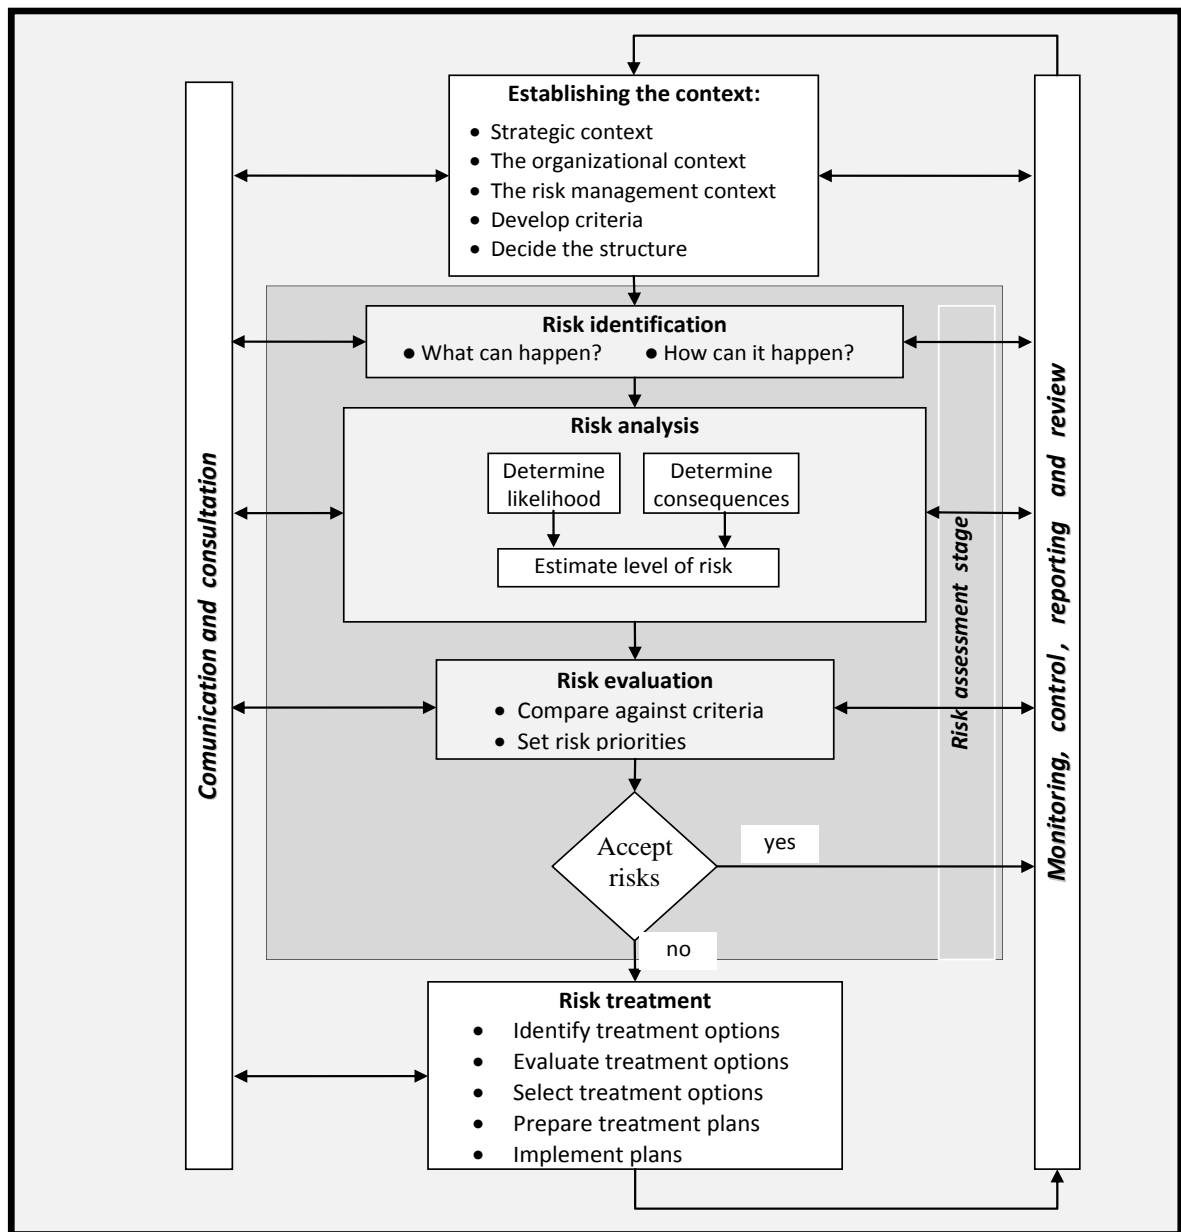 Establishing the context:
● Strategic context
● The organizational context
● The risk management context
● Develop criteria
● Decide the structure
Risk identification
● What can happen? ● How can it happen?
Risk analysis
Determine
likelihood
Determine
consequences
Estimate level of risk
Risk evaluation
● Compare against criteria
● Set risk priorities
Accept
risks
yes
no
Risk treatment
● Identify treatment options
● Evaluate treatment options
● Select treatment options
● Prepare treatment plans
● Implement plans
Comunication and consultation
Risk assessment stage
Monitoring, control, reporting and review